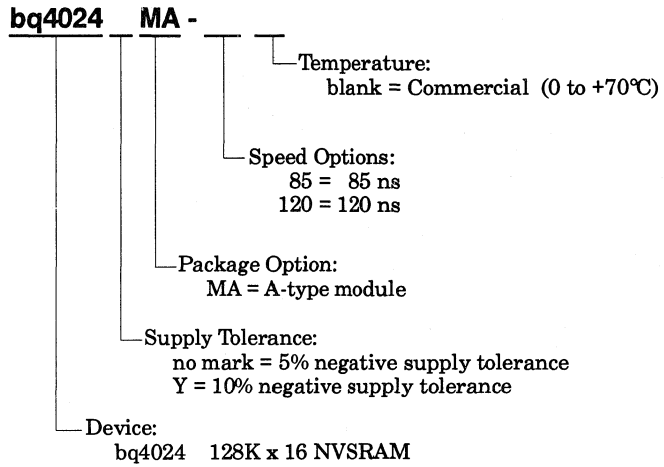 bq4024 MA -
Temperature:
blank = Commercial (0 to +70°C)
Speed Options:
85 = 85 ns
120 = 120 ns
Package Option:
MA = A-type module
Supply Tolerance:
no mark = 5% negative supply tolerance
Y = 10% negative supply tolerance
Device:
bq4024 128K x 16 NVSRAM